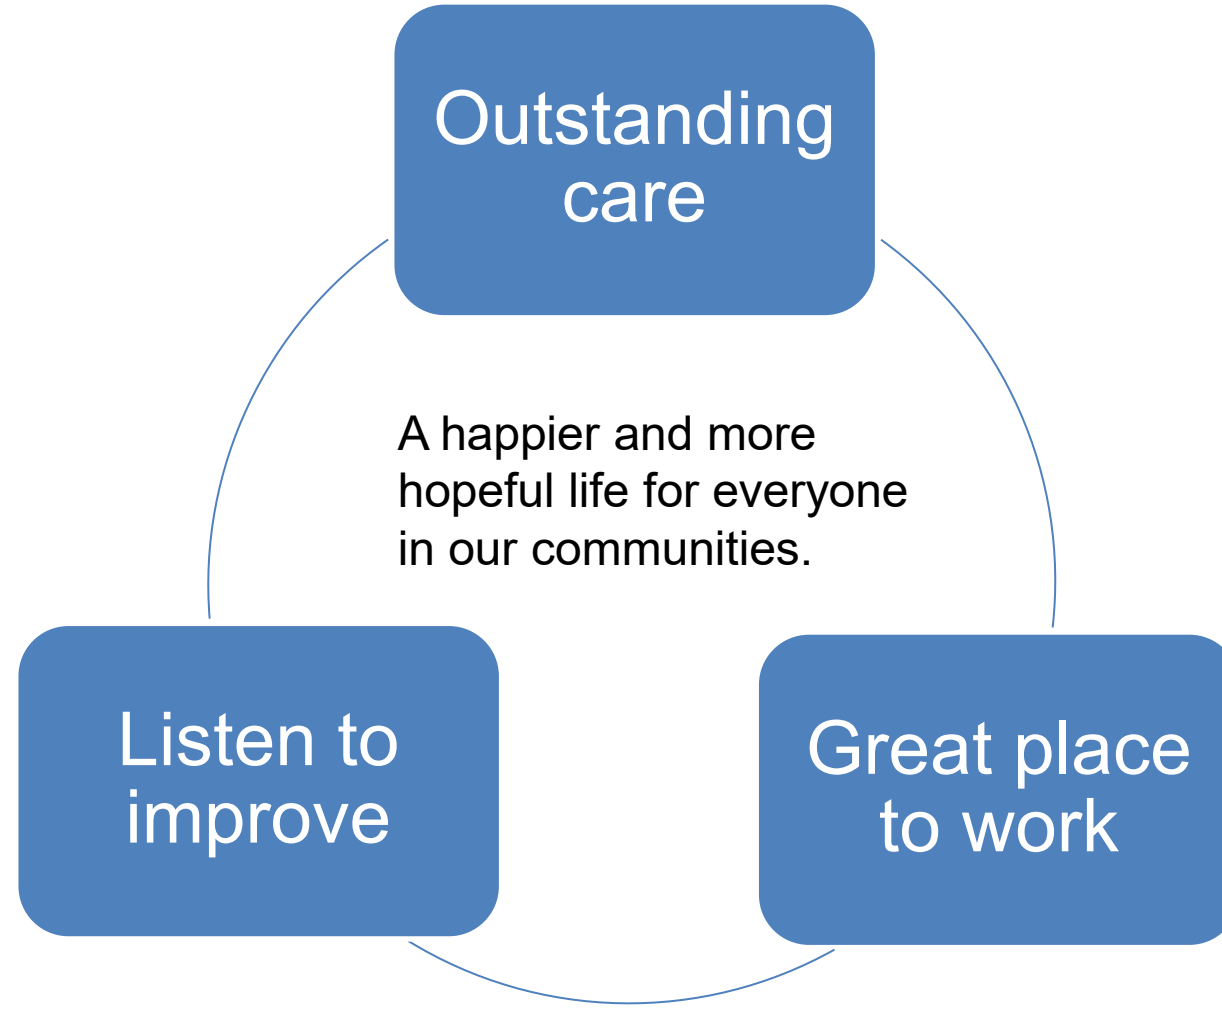 Outstanding
care
A happier and more
hopeful life for everyone
in our communities.
Listen to
improve
Great place
to work